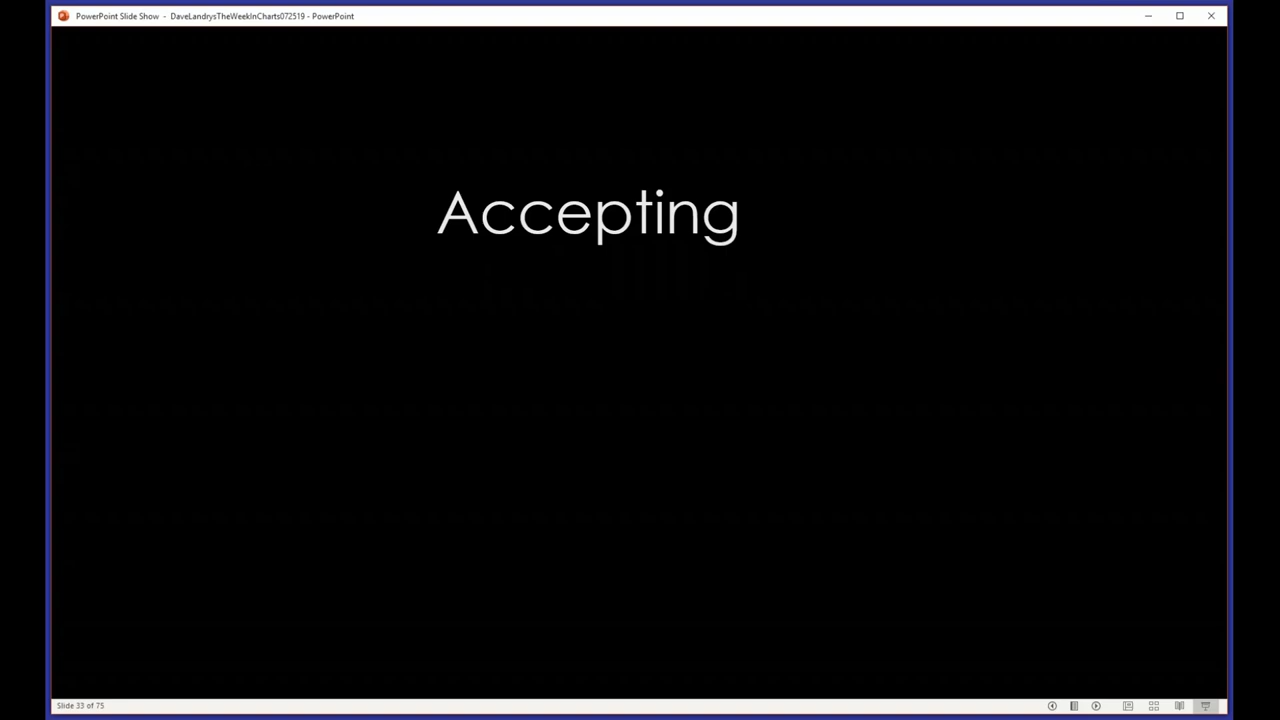 PowerPoint Slide Show - DaveLandrysTheWeekInCharts072519 - PowerPoint
Accepting
Slide 33 of 75